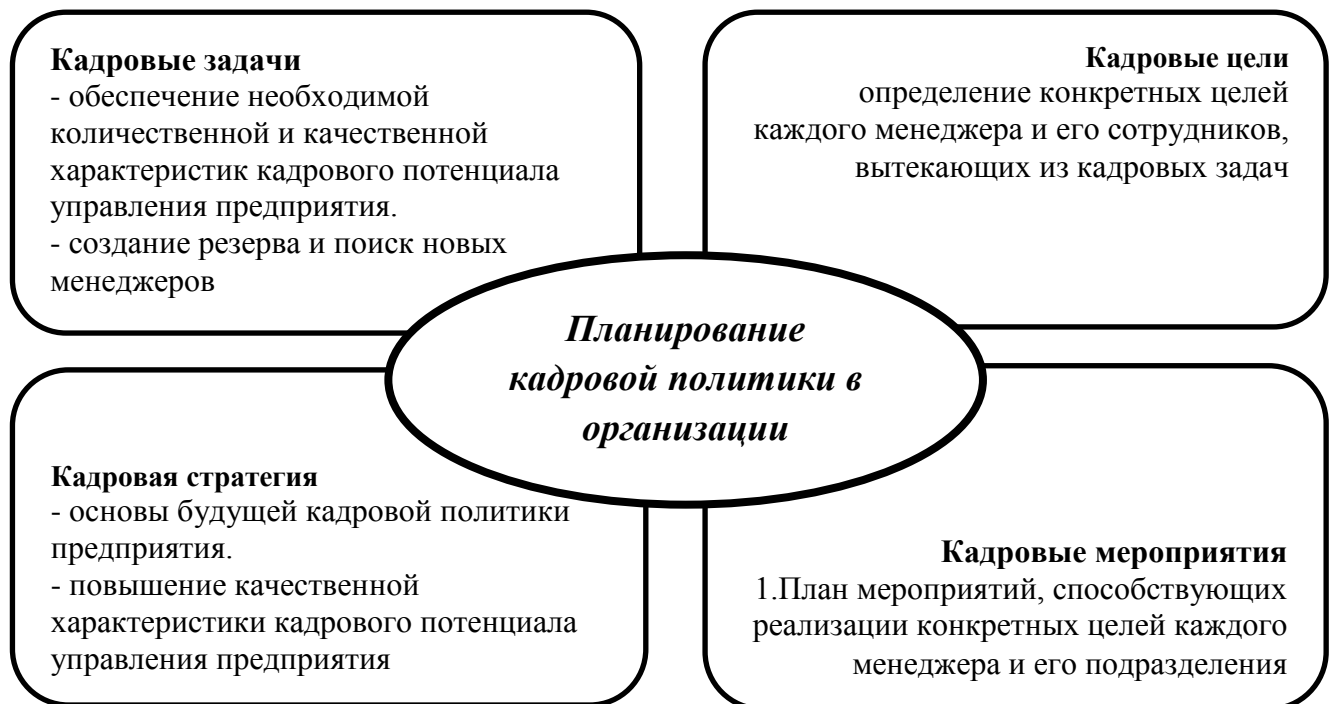 Кадровые задачи
- обеспечение необходимой
количественной и качественной
характеристик кадрового потенциала
управления предприятия.
- создание резерва и поиск новых
менеджеров
Кадровые цели
определение конкретных целей
каждого менеджера и его сотрудников,
вытекающих из кадровых задач
Планирование
кадровой политики в
организации
Кадровая стратегия
- основы будущей кадровой политики
предприятия.
- повышение качественной
характеристики кадрового потенциала
управления предприятия
Кадровые мероприятия
1.План мероприятий, способствующих
реализации конкретных целей каждого
менеджера и его подразделения